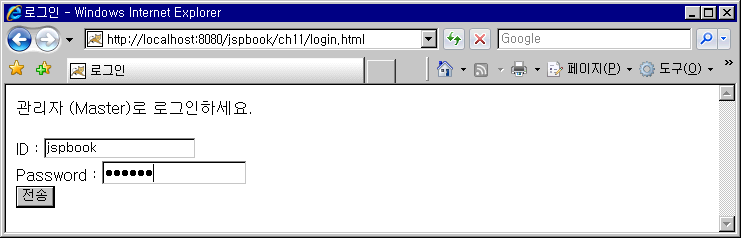 로그인 - Windows Internet Explorer
http://localhost:8080/jspbook/ch11/login.html Google
로그인 페이지(P) 도구(O) »
관리자 (Master)로 로그인하세요.
ID : jspbook
Password : ●●●●●●
전송